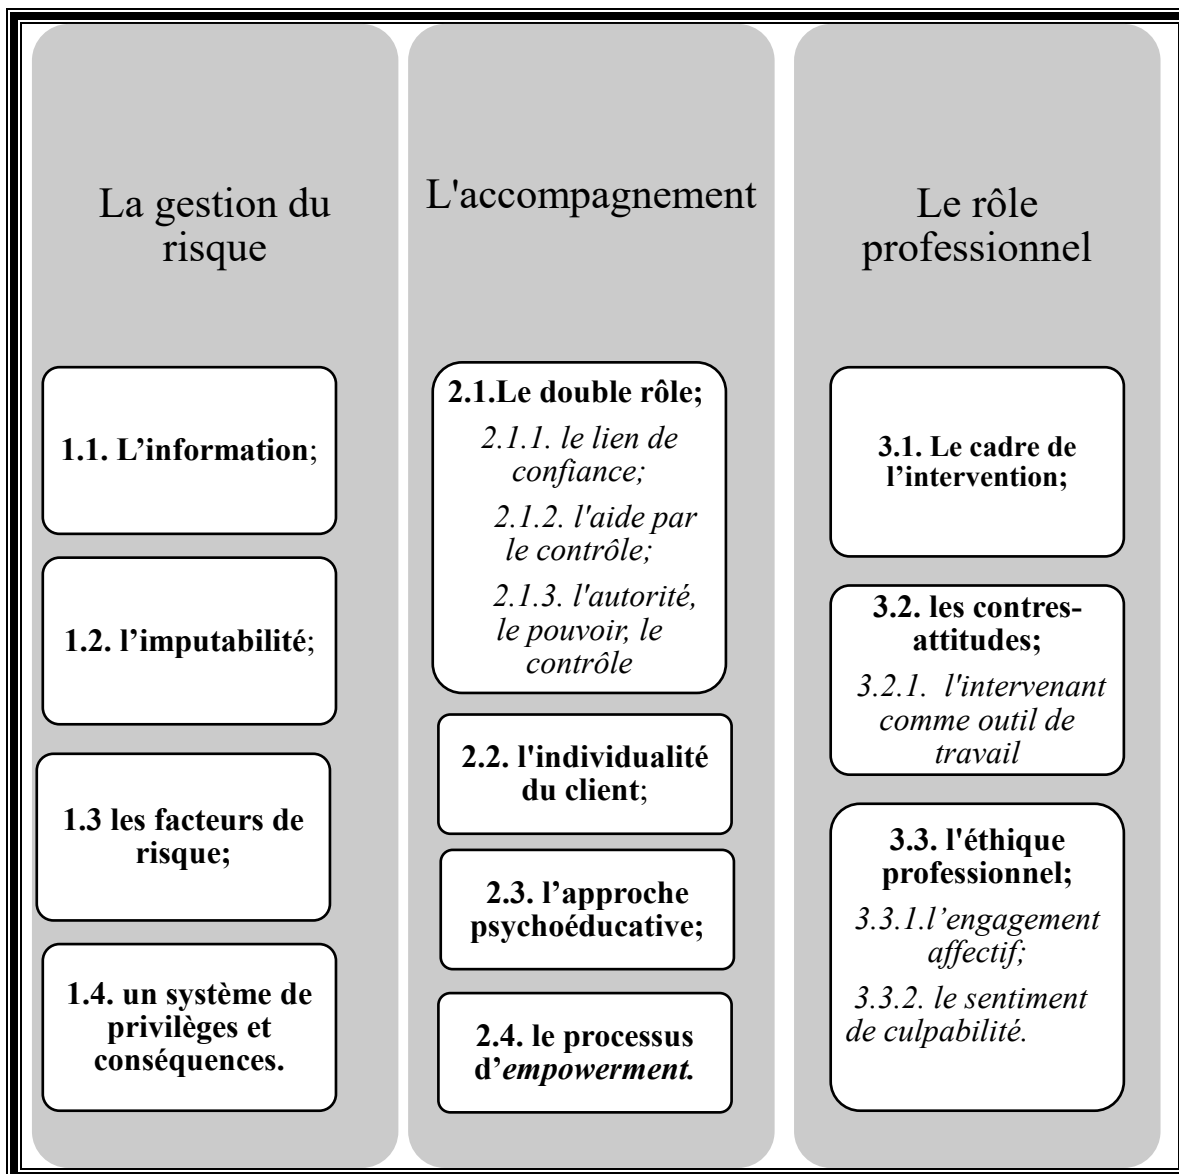 La gestion du
risque
1.1. L’information;
1.2. l’imputabilité;
1.3 les facteurs de
risque;
1.4. un système de
privilèges et
conséquences.
L'accompagnement
2.1.Le double rôle;
2.1.1. le lien de
confiance;
2.1.2. l'aide par
le contrôle;
2.1.3. l'autorité,
le pouvoir, le
contrôle
2.2. l'individualité
du client;
2.3. l’approche
psychoéducative;
2.4. le processus
d’empowerment.
Le rôle
professionnel
3.1. Le cadre de
l’intervention;
3.2. les contres-
attitudes;
3.2.1. l'intervenant
comme outil de
travail
3.3. l'éthique
professionnel;
3.3.1.l’engagement
affectif;
3.3.2. le sentiment
de culpabilité.